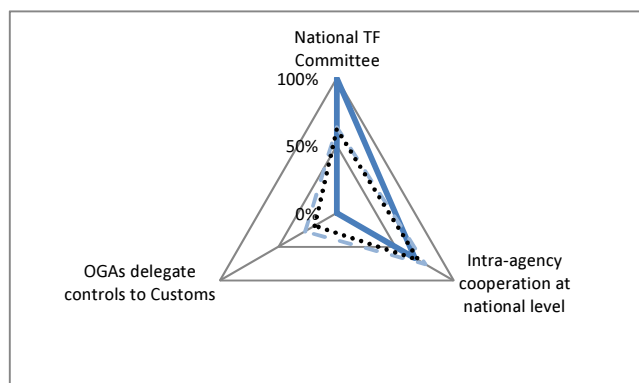 National TF
Committee
100%
50%
0%
OGAs delegate
controls to Customs
Intra-agency
cooperation at
national level